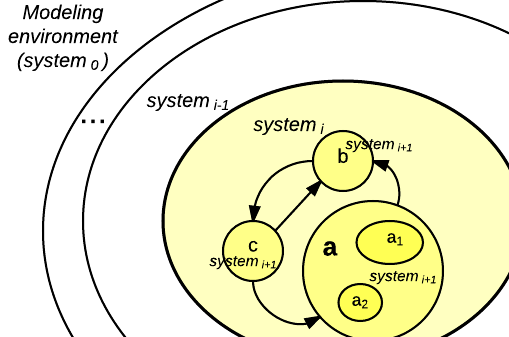 Modeling
environment
(system 0)
...
system i-1
system i
b
system i+1
c
system i+1
a
a1
system i+1
a2